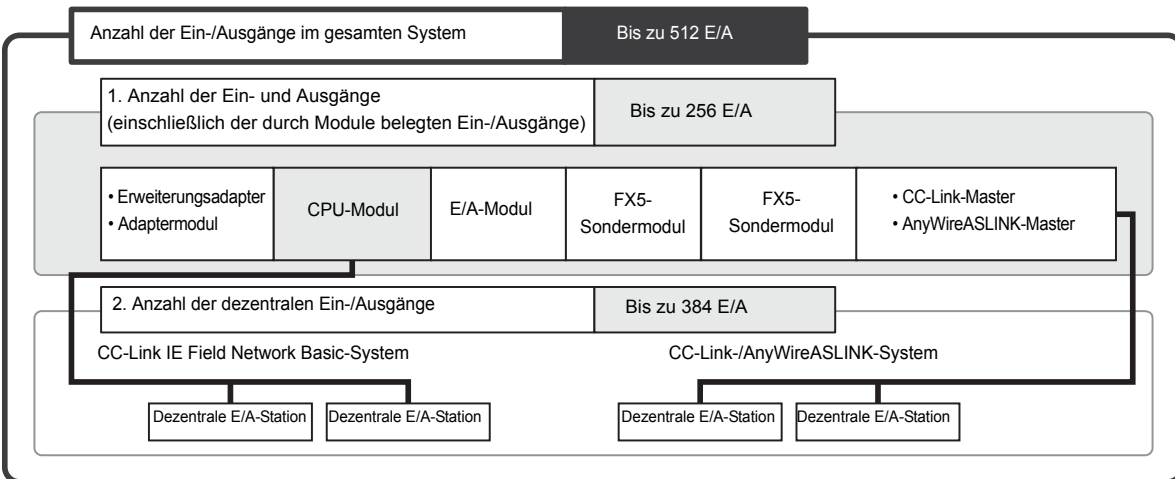 Anzahl der Ein-/Ausgänge im gesamten System
Bis zu 512 E/A
1. Anzahl der Ein- und Ausgänge
(einschließlich der durch Module belegten Ein-/Ausgänge)
Bis zu 256 E/A
• Erweiterungsadapter
• Adaptermodul
CPU-Modul
E/A-Modul
FX5-
Sondermodul
FX5-
Sondermodul
• CC-Link-Master
• AnyWireASLINK-Master
2. Anzahl der dezentralen Ein-/Ausgänge
Bis zu 384 E/A
CC-Link IE Field Network Basic-System
CC-Link-/AnyWireASLINK-System
Dezentrale E/A-Station
Dezentrale E/A-Station
Dezentrale E/A-Station
Dezentrale E/A-Station